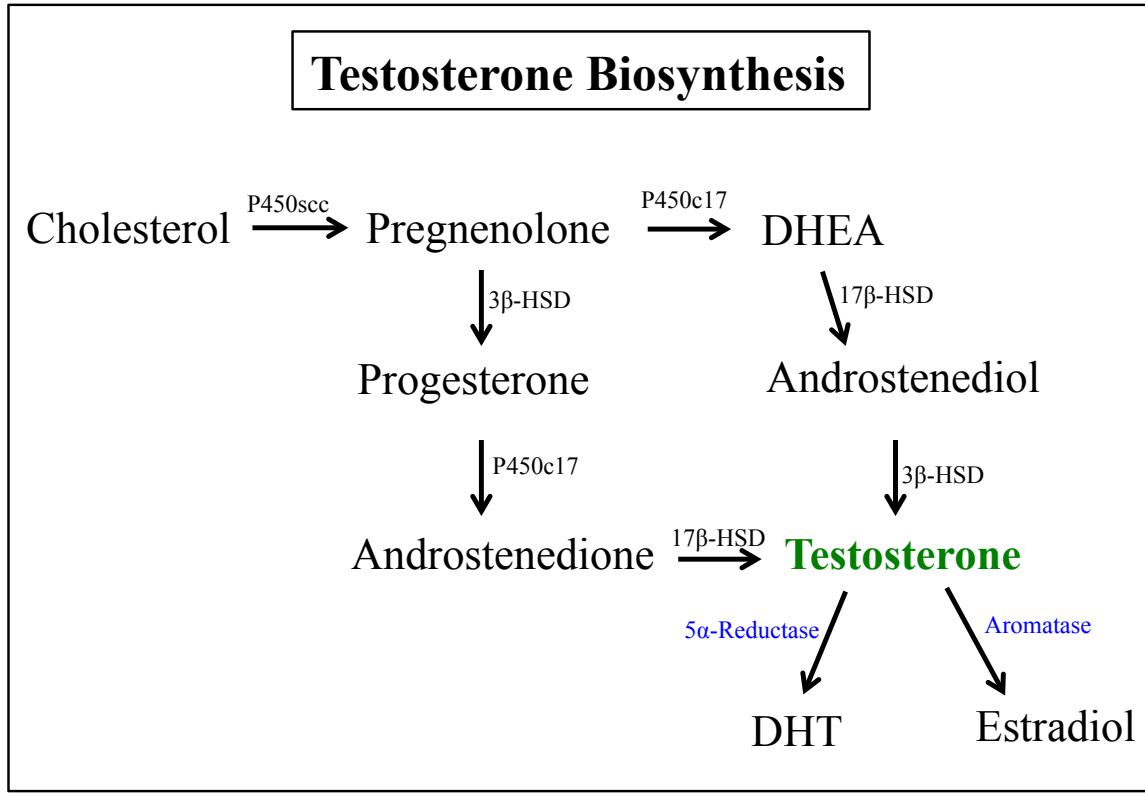 Testosterone Biosynthesis
P450scc
P450c17
Cholesterol
Pregnenolone
DHEA
3β-HSD
17β-HSD
Progesterone
Androstenediol
P450c17
3β-HSD
17β-HSD
Androstenedione
Testosterone
5α-Reductase
Aromatase
DHT
Estradiol